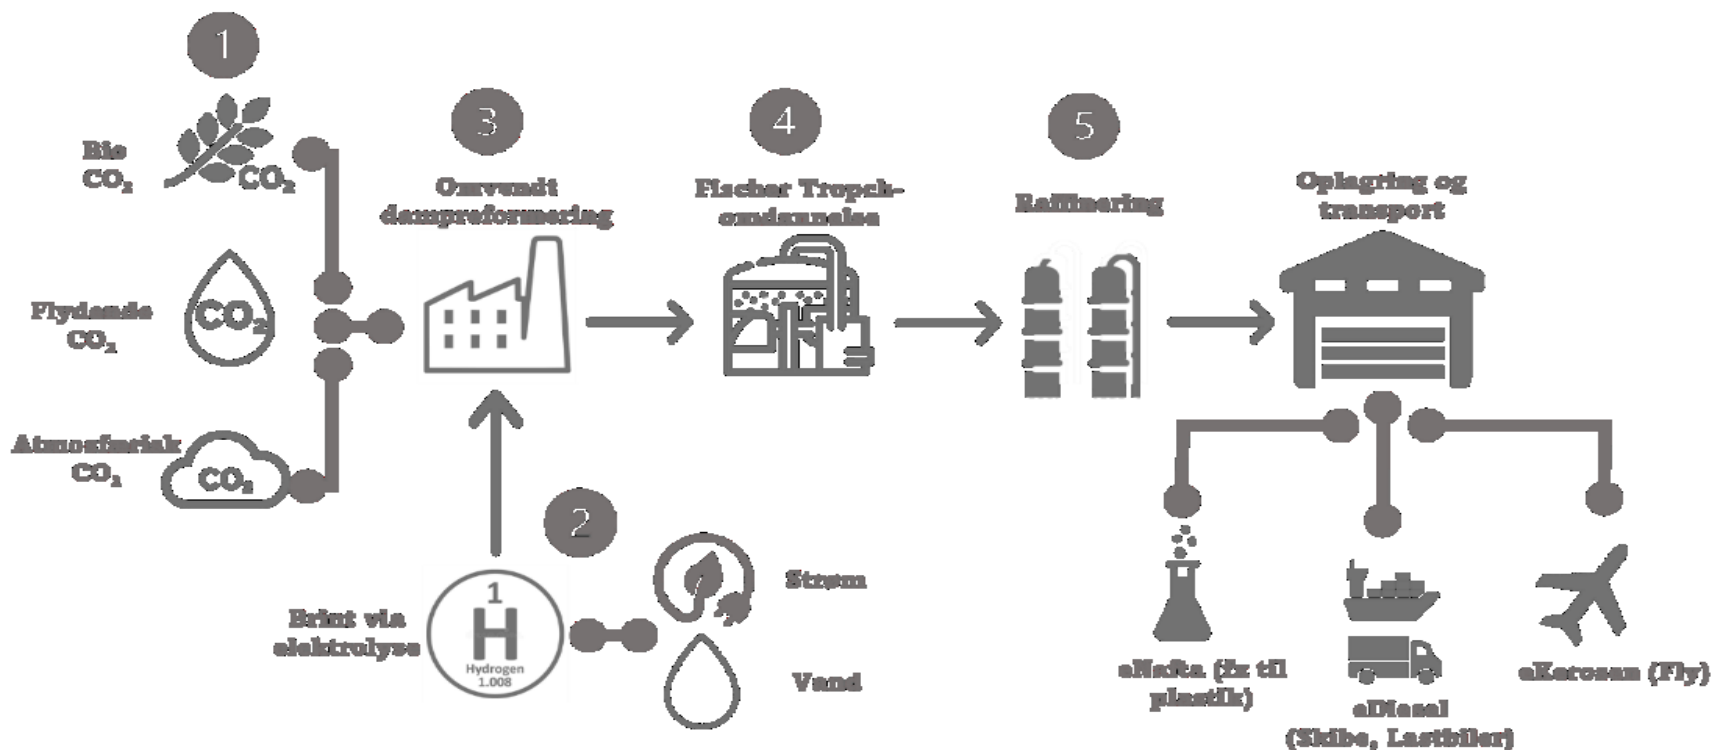 1
Bio
CO₂
CO₂
Flydende
CO₂
CO₂
Atmosfærisk
CO₂
CO₂
2
Brint via
elektrolyse
1
H
Hydrogen
1.008
Strøm
Vand
3
Omvendt
dampreformering
4
Fischer Tropch-
omdannelse
5
Raffinering
Oplagring og
transport
eNafta (fx til
plastik)
eDiesel
(Skibe, Lastbiler)
eKerosen (Fly)